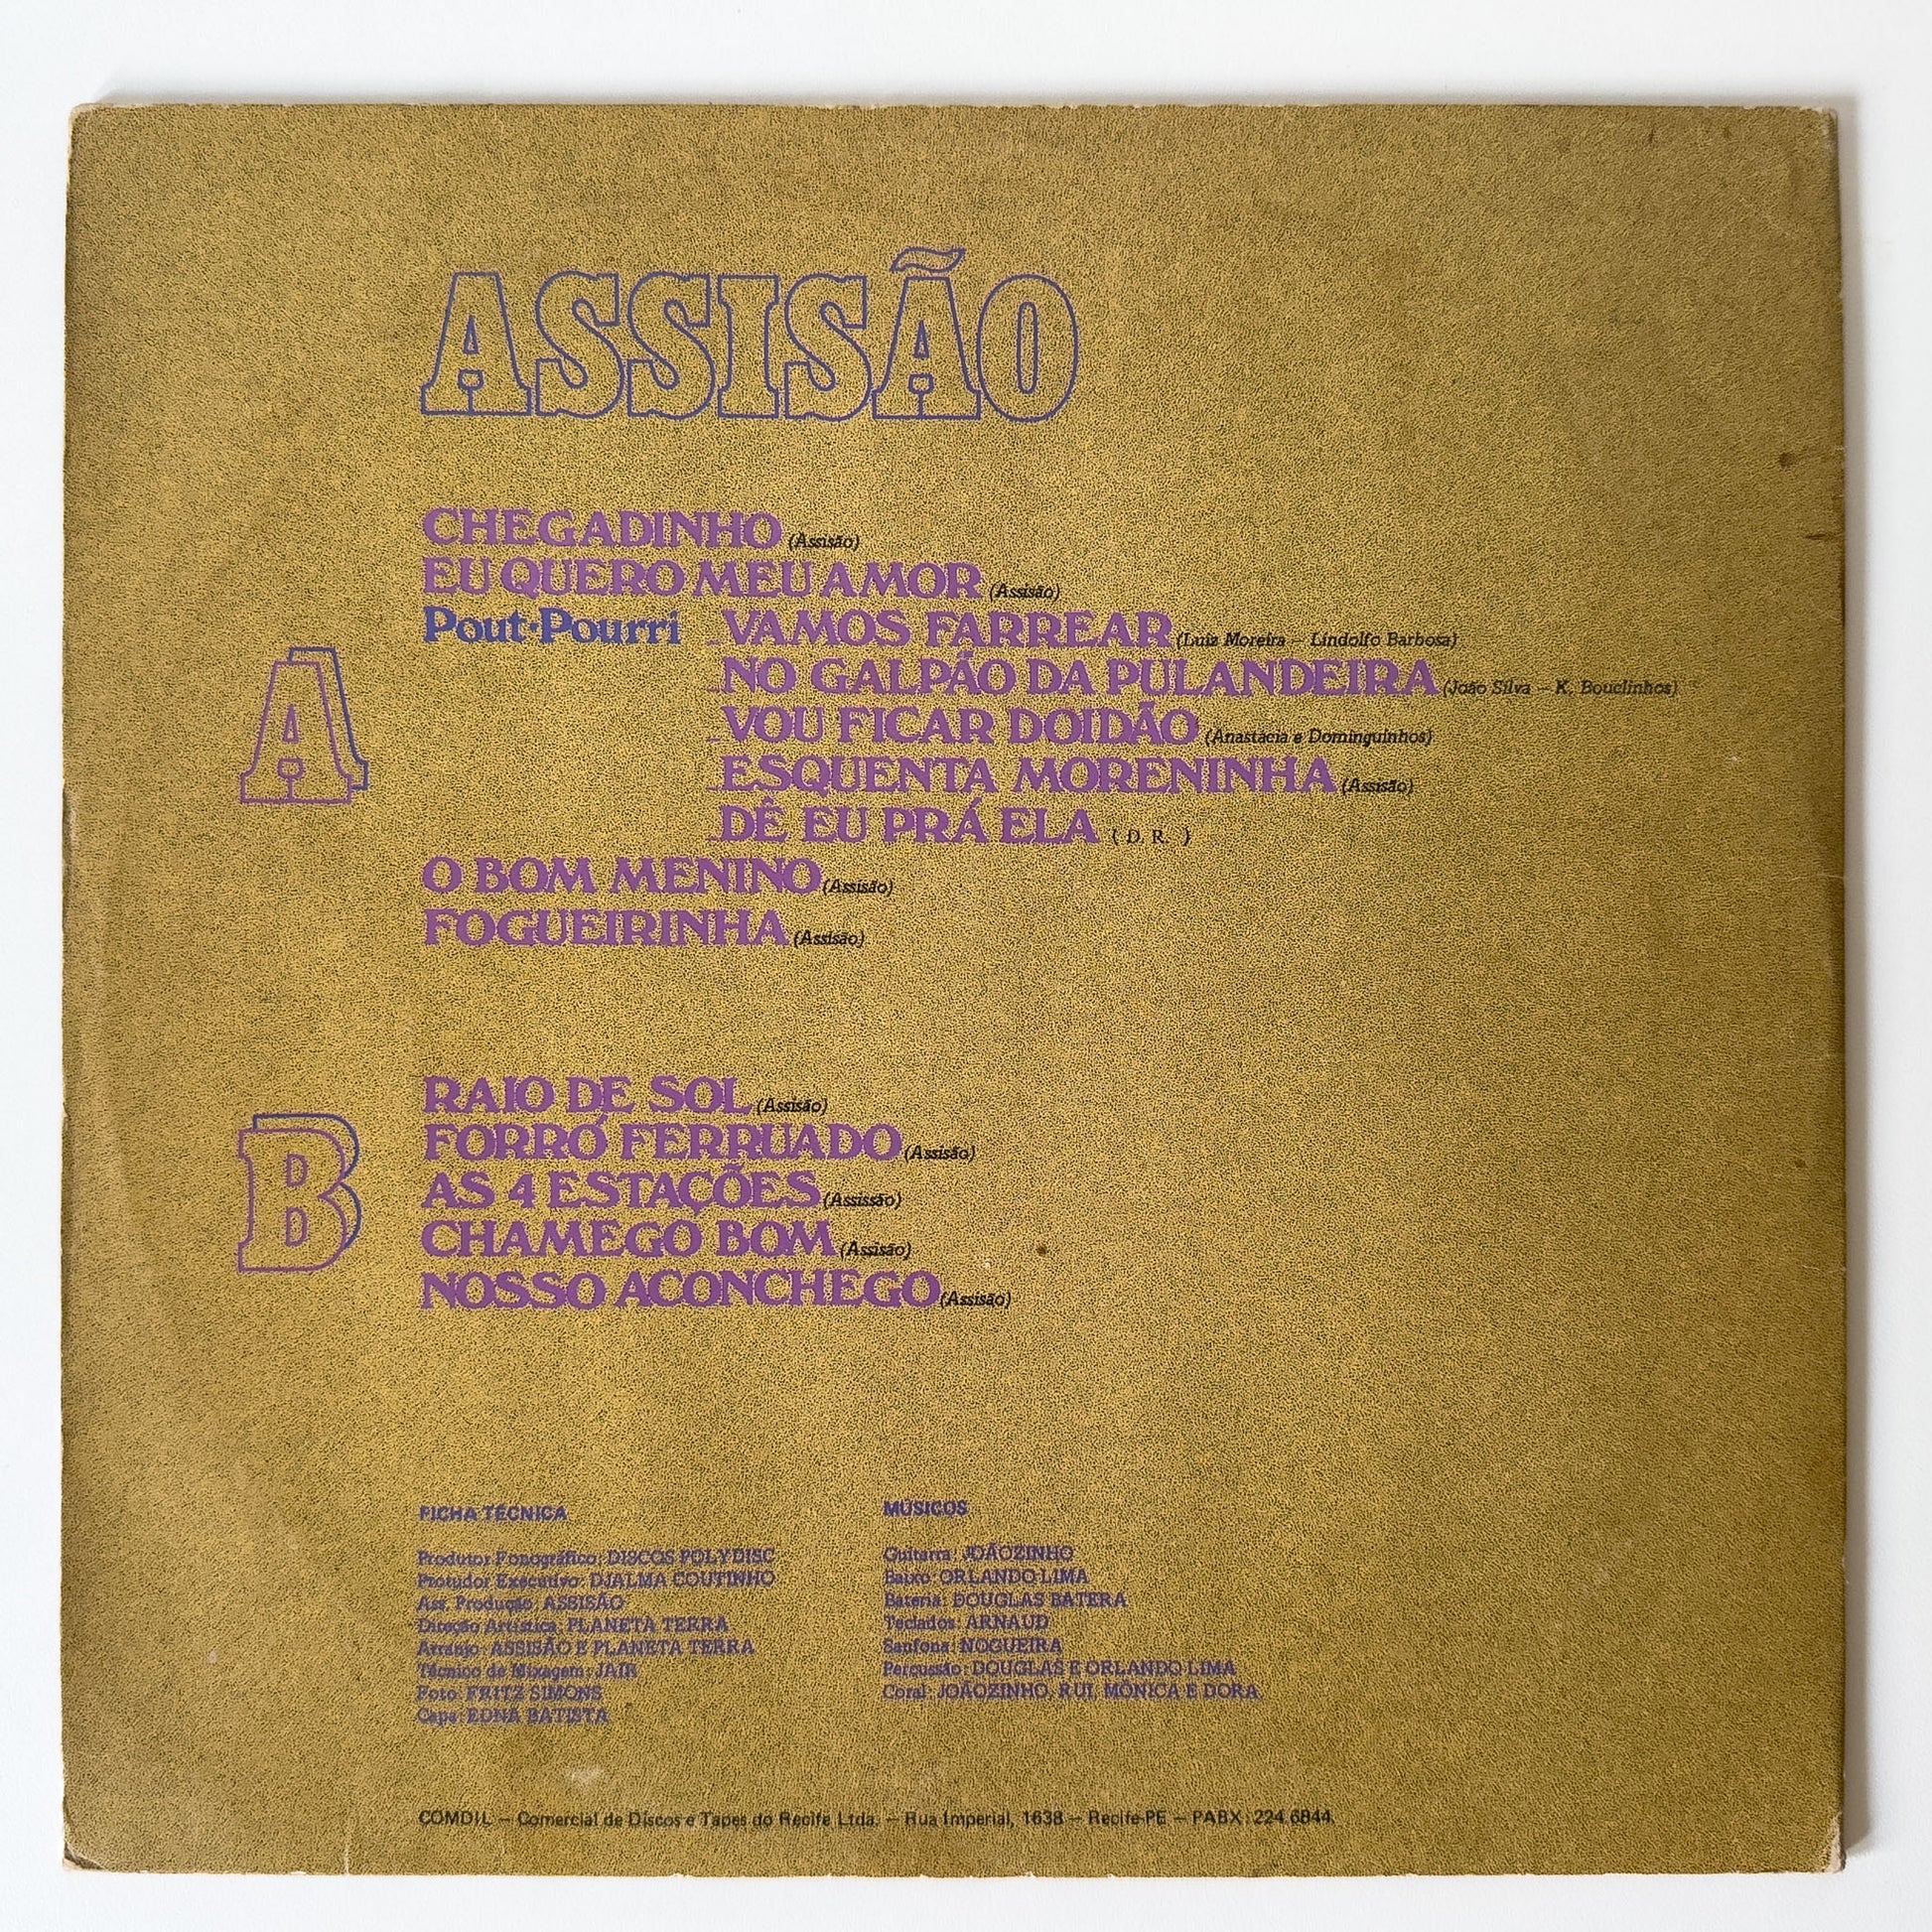 ASSISÃO
A
CHEGADINHO (Assisão)
EU QUERO MEU AMOR (Assisão)
Pout-Pourri _VAMOS FARREAR (Luiz Moreira – Lindolfo Barbosa)
_NO GALPÃO DA PULANDEIRA (João Silva – K. Bouclinhos)
_VOU FICAR DOIDÃO (Anastácia e Dominguinhos)
_ESQUENTA MORENINHA (Assisão)
_DÊ EU PRÁ ELA ( D. R. )
O BOM MENINO (Assisão)
FOGUEIRINHA (Assisão)
B
RAIO DE SOL (Assisão)
FORRÓ FERRUADO (Assisão)
AS 4 ESTAÇÕES (Assissão)
CHAMEGO BOM (Assisão)
NOSSO ACONCHEGO (Assisão)
FICHA TÉCNICA
Produtor Fonográfico: DISCOS POLYDISC
Protudor Executivo: DJALMA COUTINHO
Ass. Produção: ASSISÃO
Direção Artística: PLANETA TERRA
Arranjo: ASSISÃO E PLANETA TERRA
Técnico de Mixagem: JAIR
Foto: FRITZ SIMONS
Capa: EDNA BATISTA
MÚSICOS
Guitarra: JOÃOZINHO
Baixo: ORLANDO LIMA
Bateria: DOUGLAS BATERA
Teclados: ARNAUD
Sanfona: NOGUEIRA
Percussão: DOUGLAS E ORLANDO LIMA
Coral: JOÃOZINHO, RUI, MÔNICA E DORA
COMDIL – Comercial de Discos e Tapes do Recife Ltda. – Rua Imperial, 1638 – Recife-PE – PABX: 224.6844.